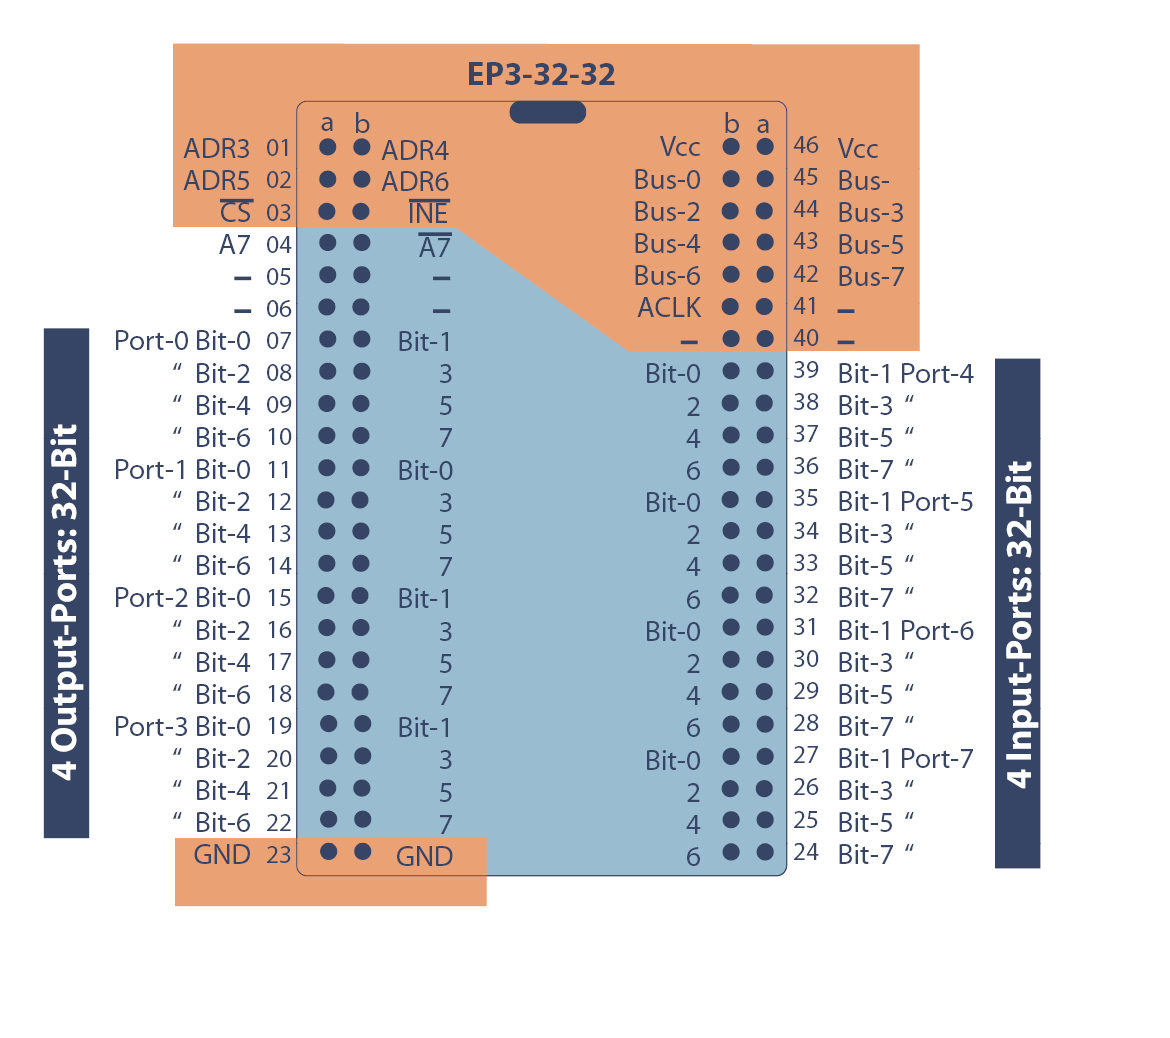 EP3-32-32
a b b a
ADR3 01 ADR4 Vcc 46 Vcc
ADR5 02 ADR6 Bus-0 45 Bus-
CS 03 INE Bus-2 44 Bus-3
A7 04 A7 Bus-4 43 Bus-5
– 05 – Bus-6 42 Bus-7
– 06 – ACLK 41 –
Port-0 Bit-0 07 Bit-1 – 40 –
“ Bit-2 08 3 Bit-0 39 Bit-1 Port-4
“ Bit-4 09 5 2 38 Bit-3 “
“ Bit-6 10 7 4 37 Bit-5 “
Port-1 Bit-0 11 Bit-0 6 36 Bit-7 “
“ Bit-2 12 3 Bit-0 35 Bit-1 Port-5
“ Bit-4 13 5 2 34 Bit-3 “
“ Bit-6 14 7 4 33 Bit-5 “
Port-2 Bit-0 15 Bit-1 6 32 Bit-7 “
“ Bit-2 16 3 Bit-0 31 Bit-1 Port-6
“ Bit-4 17 5 2 30 Bit-3 “
“ Bit-6 18 7 4 29 Bit-5 “
Port-3 Bit-0 19 Bit-1 6 28 Bit-7 “
“ Bit-2 20 3 Bit-0 27 Bit-1 Port-7
“ Bit-4 21 5 2 26 Bit-3 “
“ Bit-6 22 7 4 25 Bit-5 “
GND 23 GND 6 24 Bit-7 “
4 Output-Ports: 32-Bit
4 Input-Ports: 32-Bit